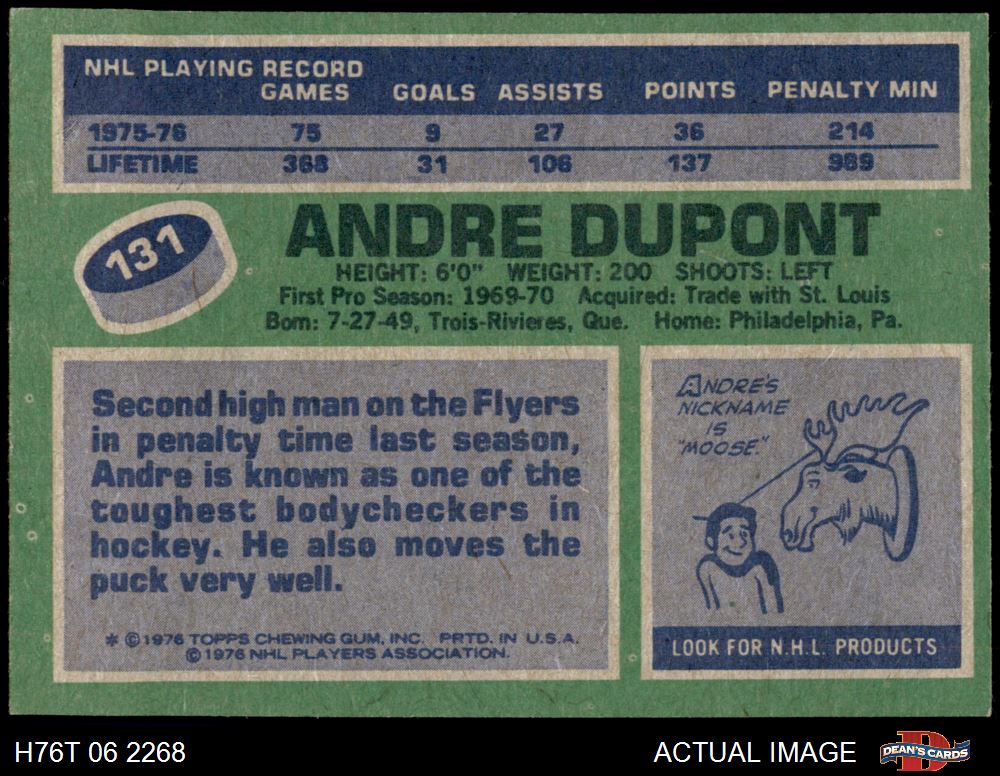 NHL PLAYING RECORD
GAMES GOALS ASSISTS POINTS PENALTY MIN
1975-76 75 9 27 36 214
LIFETIME 368 31 106 137 989
131
ANDRE DUPONT
HEIGHT: 6'0" WEIGHT: 200 SHOOTS: LEFT
First Pro Season: 1969-70 Acquired: Trade with St. Louis
Born: 7-27-49, Trois-Rivieres, Que. Home: Philadelphia, Pa.
Second high man on the Flyers
in penalty time last season,
Andre is known as one of the
toughest bodycheckers in
hockey. He also moves the
puck very well.
* © 1976 TOPPS CHEWING GUM, INC. PRTD. IN U.S.A.
© 1976 NHL PLAYERS ASSOCIATION.
ANDRE'S
NICKNAME
IS
"MOOSE."
LOOK FOR N.H.L. PRODUCTS
H76T 06 2268 ACTUAL IMAGE DEAN'S CARDS